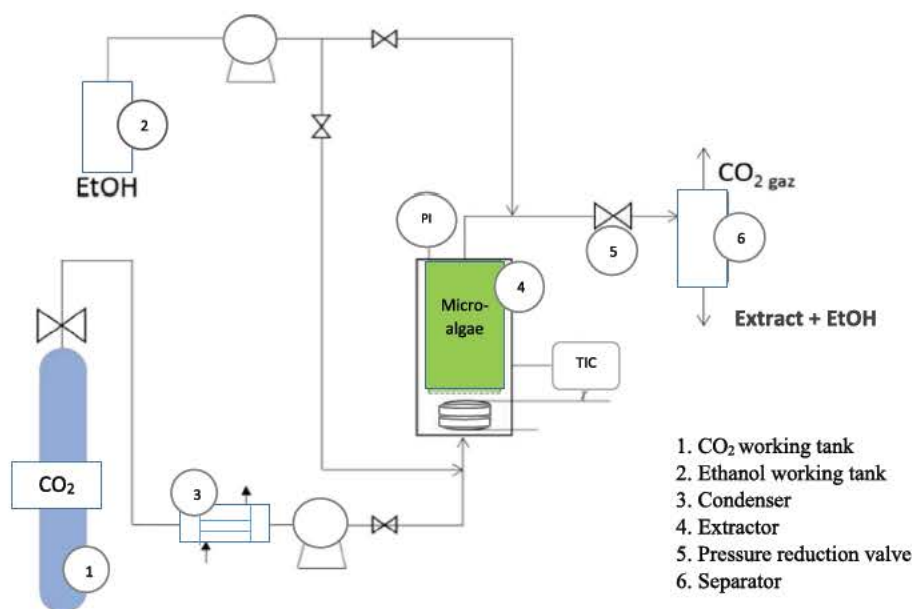 2
EtOH
CO2 gaz
PI
6
5
4
Micro-
algae
Extract + EtOH
TIC
CO2
3
1
1. CO2 working tank
2. Ethanol working tank
3. Condenser
4. Extractor
5. Pressure reduction valve
6. Separator